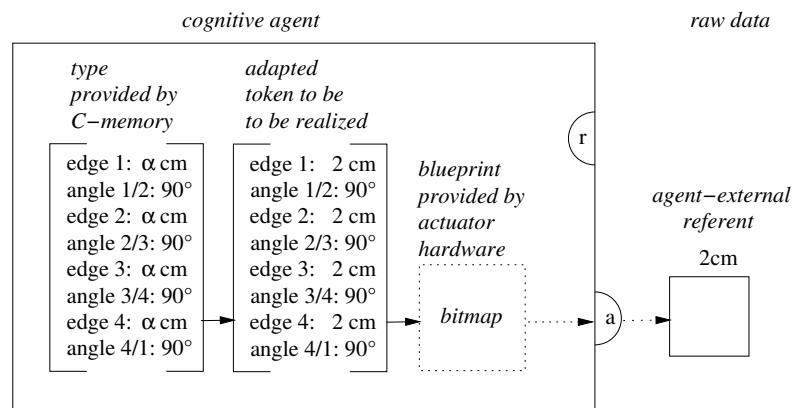 cognitive agent
raw data
type
provided by
C−memory
adapted
token to be
to be realized
edge 1: α cm
angle 1/2: 90°
edge 2: α cm
angle 2/3: 90°
edge 3: α cm
angle 3/4: 90°
edge 4: α cm
angle 4/1: 90°
edge 1: 2 cm
angle 1/2: 90°
edge 2: 2 cm
angle 2/3: 90°
edge 3: 2 cm
angle 3/4: 90°
edge 4: 2 cm
angle 4/1: 90°
blueprint
provided by
actuator
hardware
bitmap
r
a
agent−external
referent
2cm